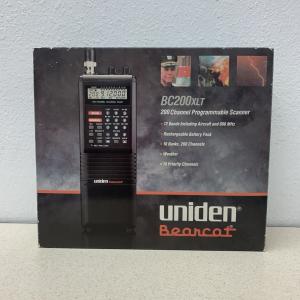 BC200XLT
200 Channel Programmable Scanner
- 12 Bands Including Aircraft and 800 MHz
- Rechargeable Battery Pack
- 10 Banks, 200 Channels
- Weather
- 10 Priority Channels
uniden®
Bearcat